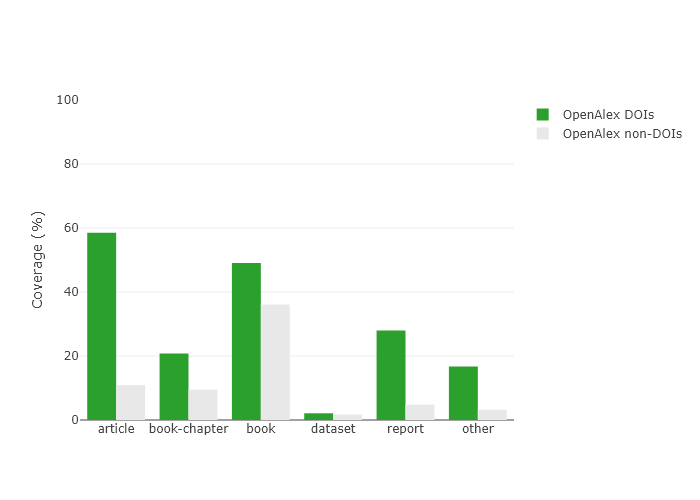 100
80
60
40
20
0
Coverage (%)
article
book-chapter
book
dataset
report
other
OpenAlex DOIs
OpenAlex non-DOIs